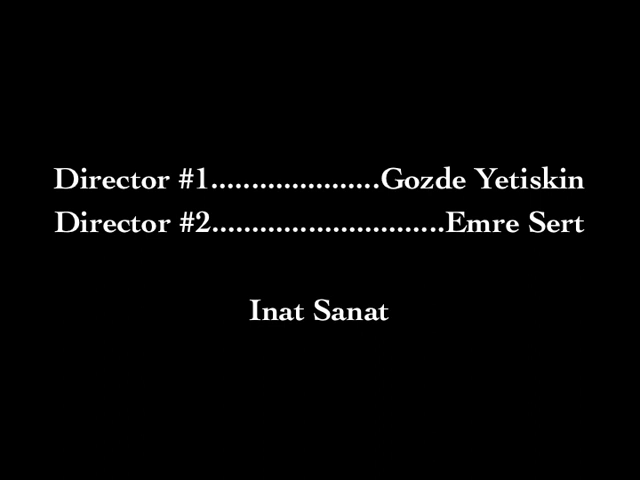 Director #1.....................Gozde Yetiskin
Director #2.............................Emre Sert
Inat Sanat